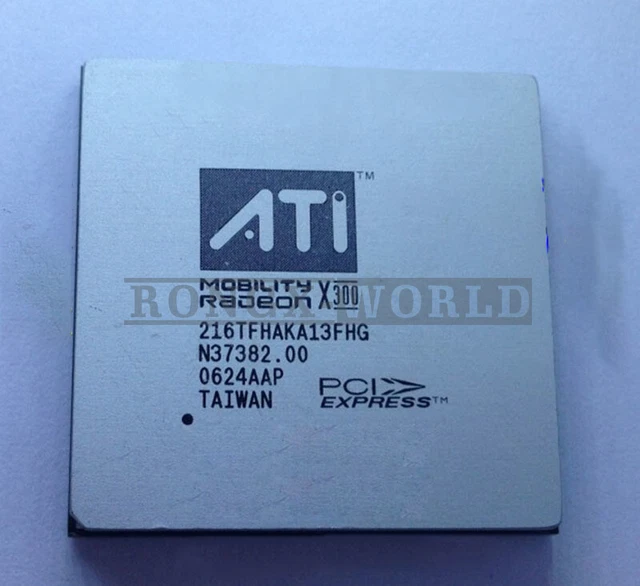 ATI™
MOBILITY
RADEON X300
RONGX WORLD
216TFHAKA13FHG
N37382.00
0624AAP
TAIWAN
PCI
EXPRESS™